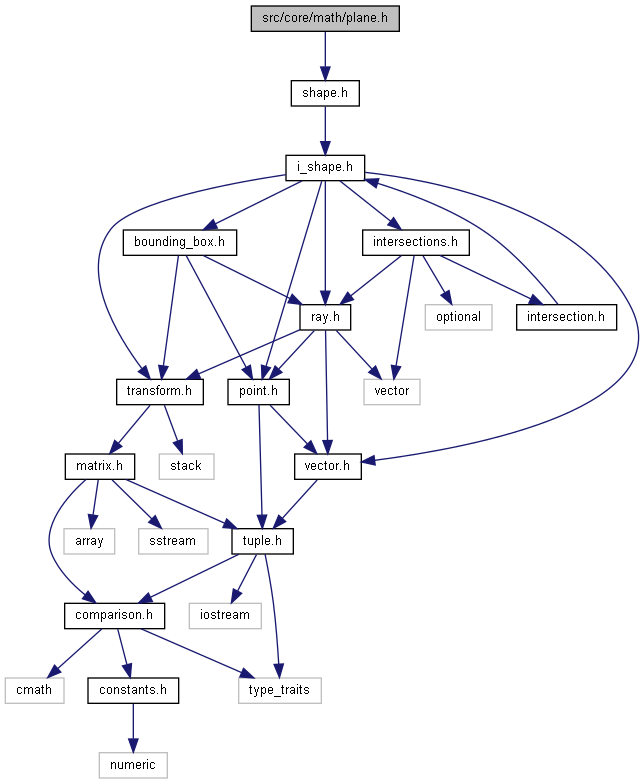 src/core/math/plane.h
shape.h
i_shape.h
bounding_box.h
intersections.h
ray.h
optional
intersection.h
transform.h
point.h
vector
matrix.h
stack
vector.h
array
sstream
tuple.h
comparison.h
iostream
cmath
constants.h
type_traits
numeric